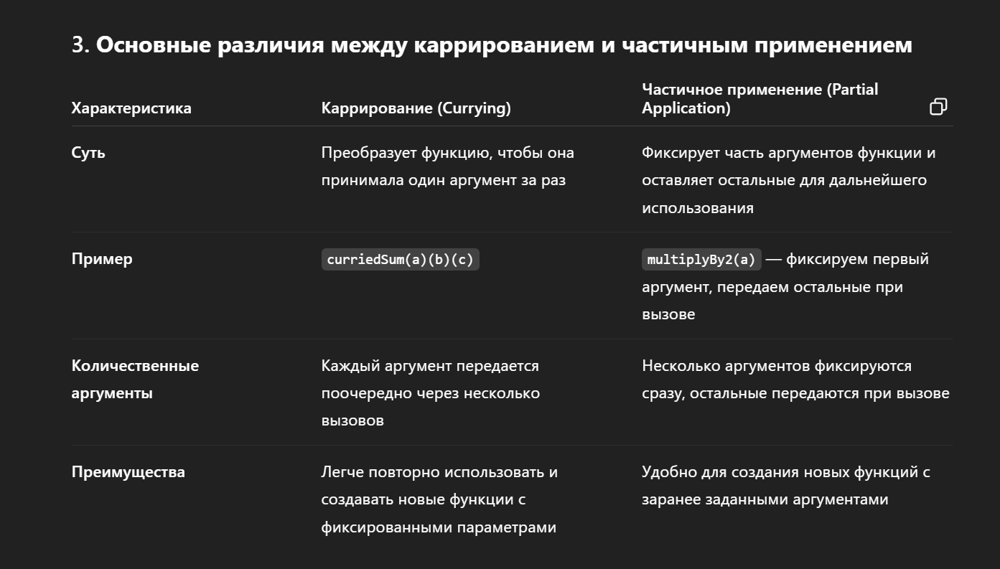 3. Основные различия между каррированием и частичным применением
Характеристика
Каррирование (Currying)
Частичное применение (Partial
Application)
Суть
Преобразует функцию, чтобы она
принимала один аргумент за раз
Фиксирует часть аргументов функции и
оставляет остальные для дальнейшего
использования
Пример
curriedSum(a)(b)(c)
multiplyBy2(a) — фиксируем первый
аргумент, передаем остальные при
вызове
Количественные
аргументы
Каждый аргумент передается
поочередно через несколько
вызовов
Несколько аргументов фиксируются
сразу, остальные передаются при вызове
Преимущества
Легче повторно использовать и
создавать новые функции с
фиксированными параметрами
Удобно для создания новых функций с
заранее заданными аргументами